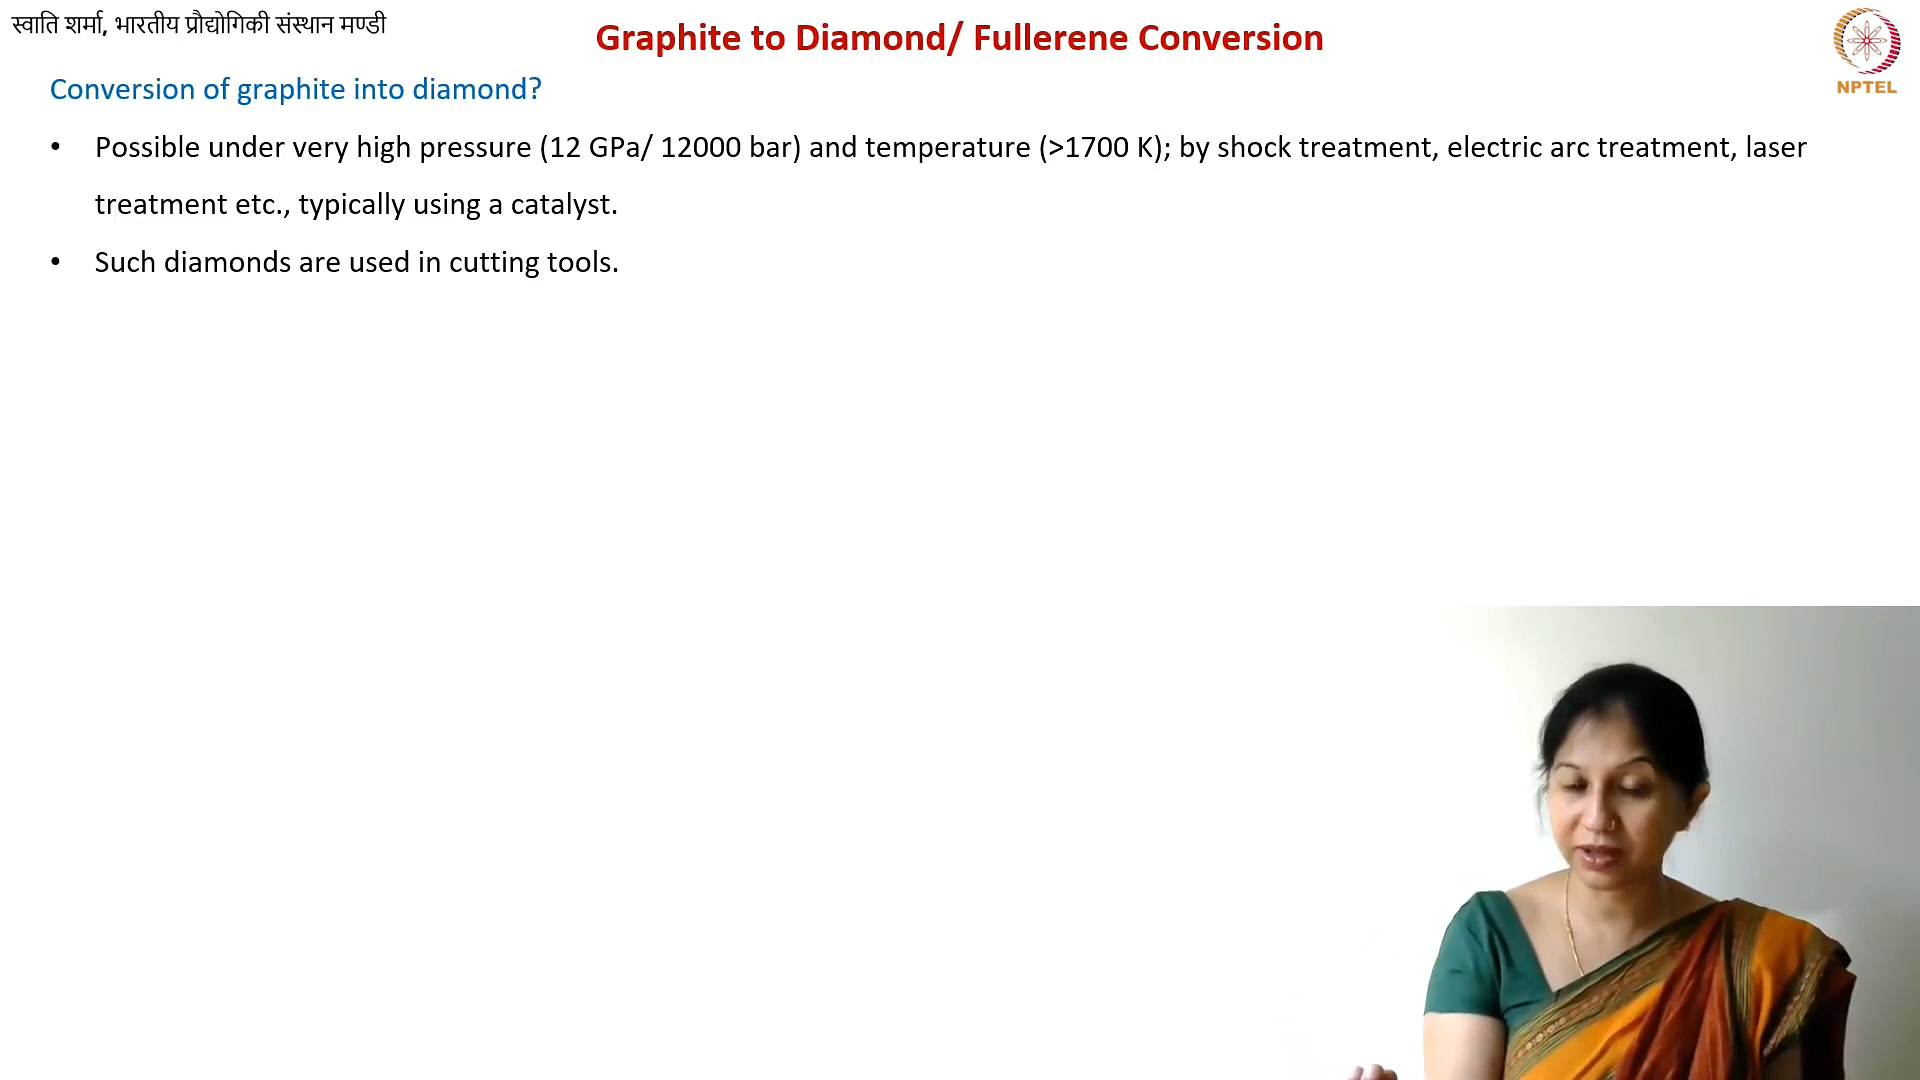 स्वाति शर्मा, भारतीय प्रौद्योगिकी संस्थान मण्डी
Graphite to Diamond/ Fullerene Conversion
NPTEL
Conversion of graphite into diamond?
• Possible under very high pressure (12 GPa/ 12000 bar) and temperature (>1700 K); by shock treatment, electric arc treatment, laser
treatment etc., typically using a catalyst.
• Such diamonds are used in cutting tools.